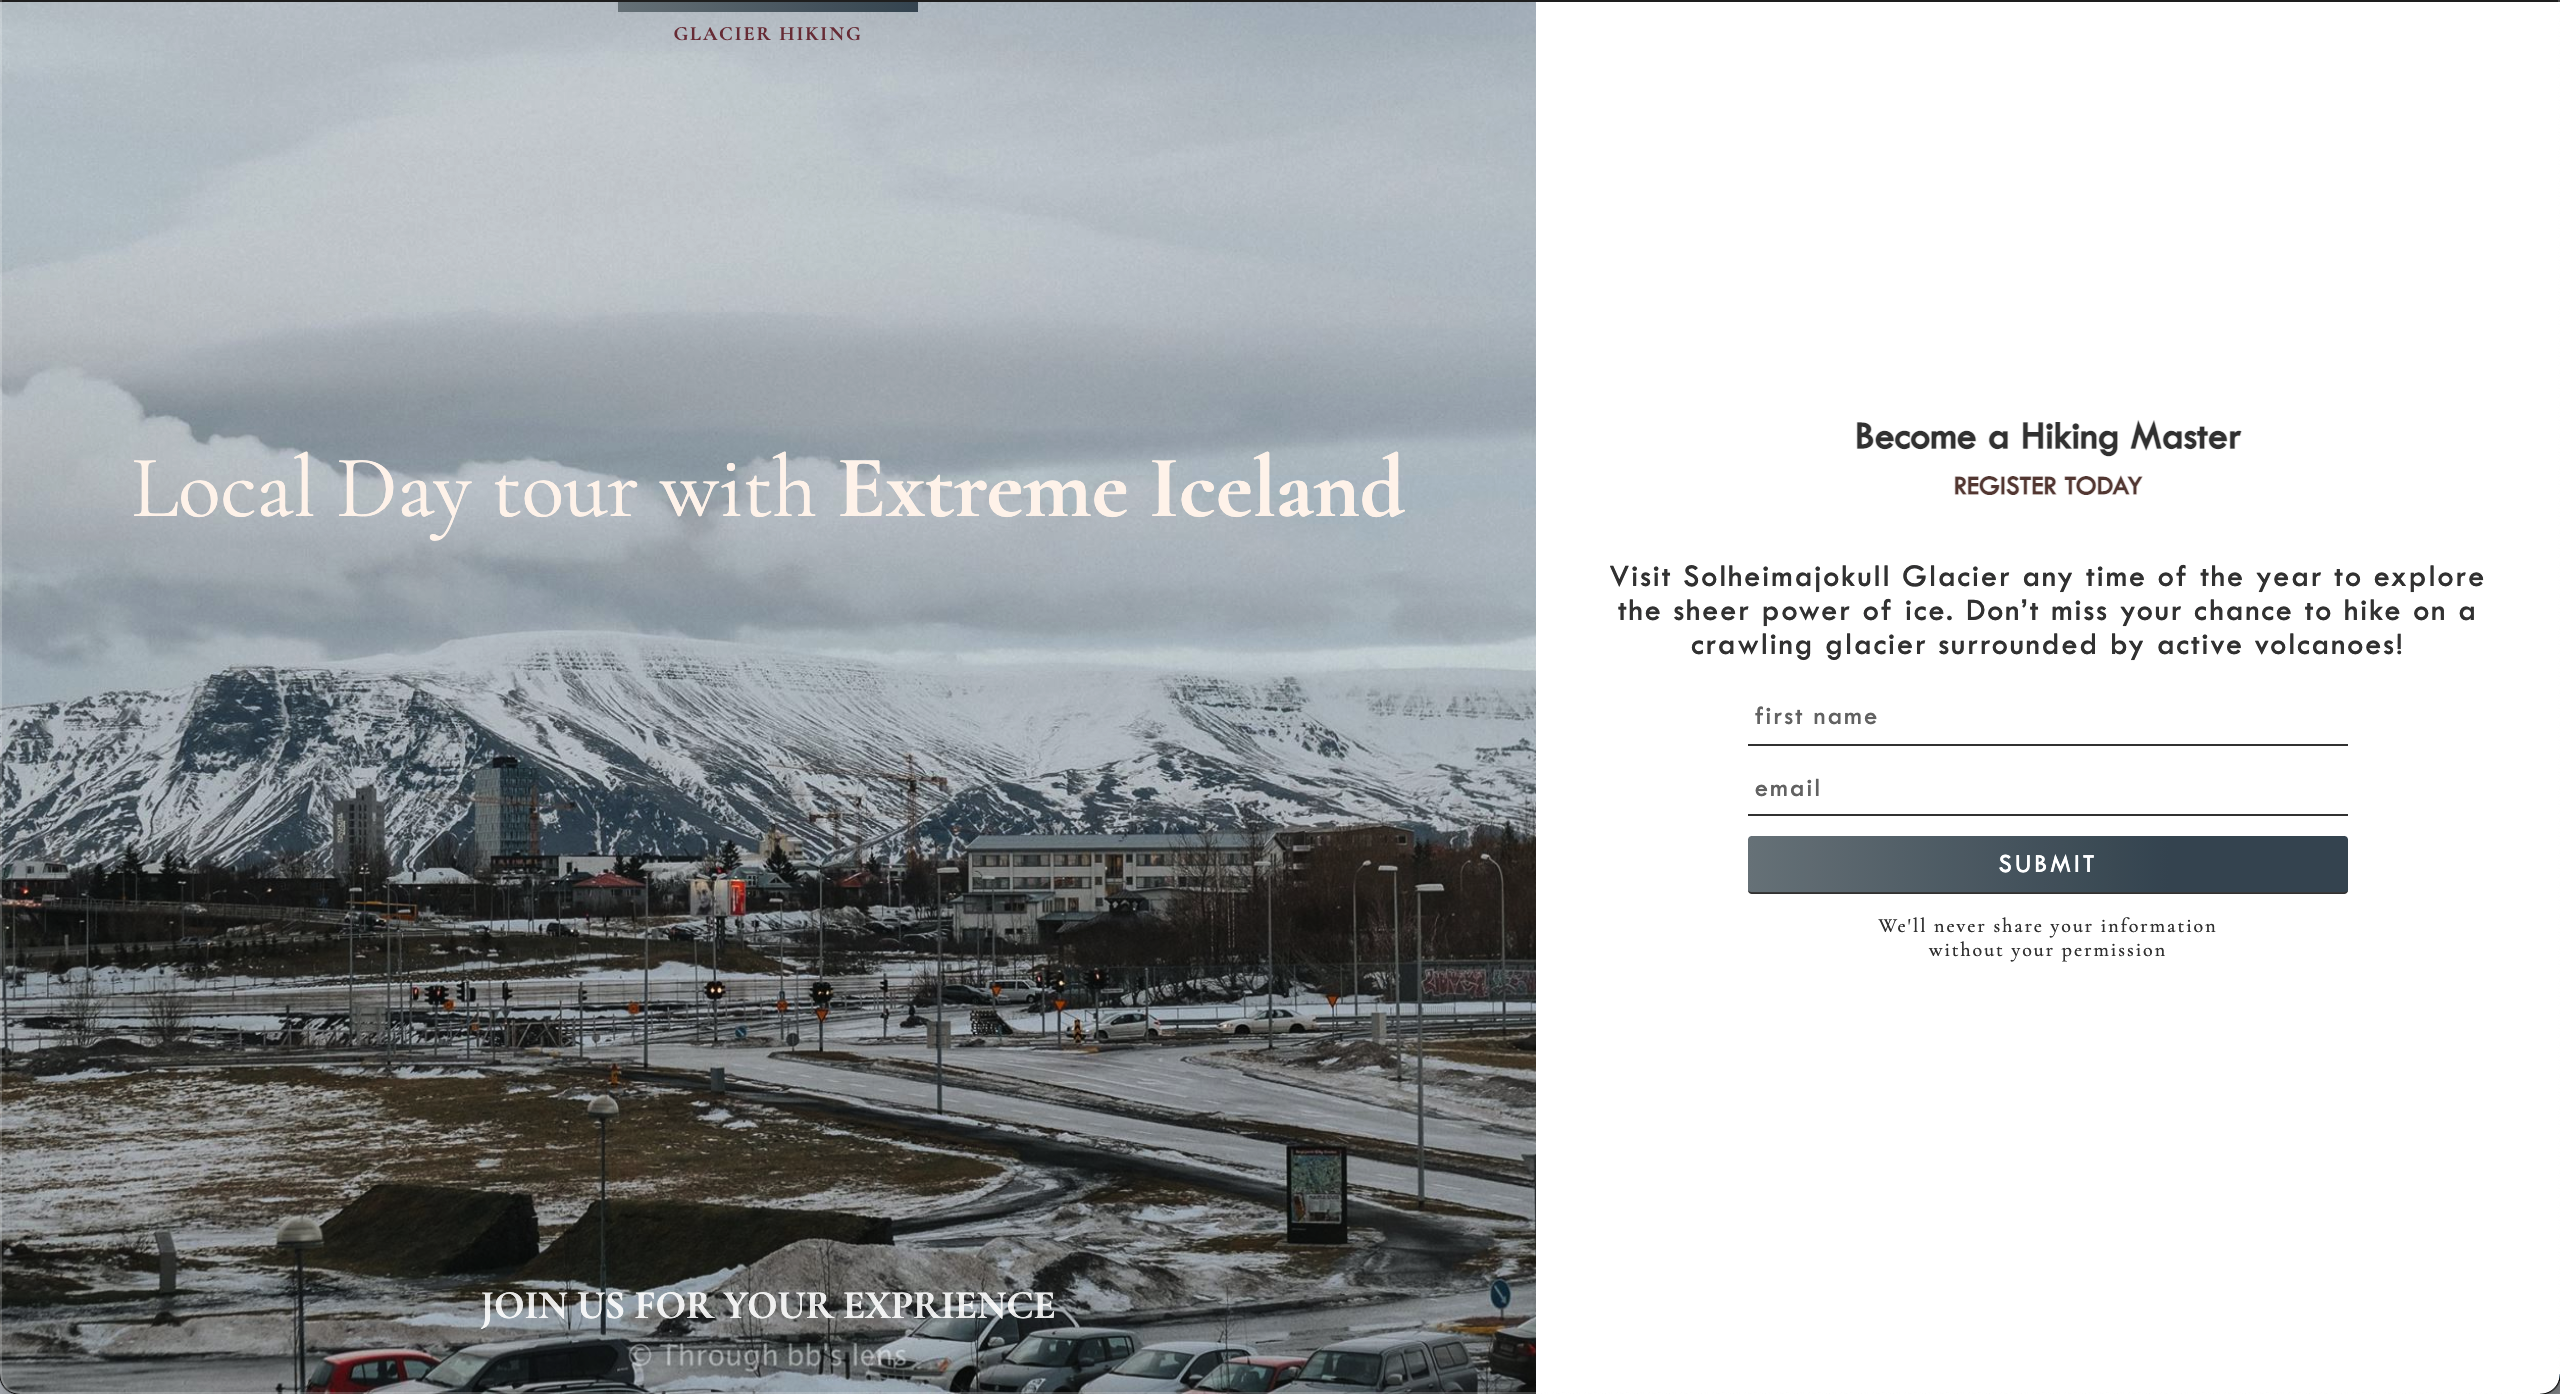 GLACIER HIKING
Local Day tour with Extreme Iceland
JOIN US FOR YOUR EXPRIENCE
© Through bb's lens
Become a Hiking Master
REGISTER TODAY
Visit Solheimajokull Glacier any time of the year to explore
the sheer power of ice. Don’t miss your chance to hike on a
crawling glacier surrounded by active volcanoes!
first name
email
SUBMIT
We'll never share your information
without your permission